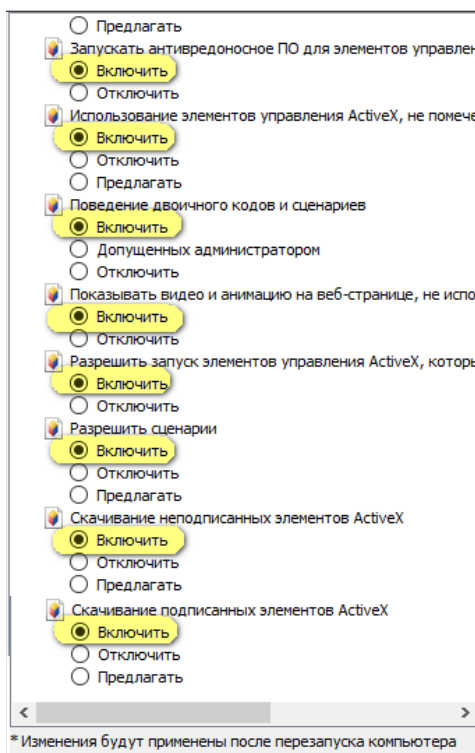 Предлагать
Запускать антивредоносное ПО для элементов управлен
Включить
Отключить
Использование элементов управления ActiveX, не помече
Включить
Отключить
Предлагать
Поведение двоичного кодов и сценариев
Включить
Допущенных администратором
Отключить
Показывать видео и анимацию на веб-странице, не испо
Включить
Отключить
Разрешить запуск элементов управления ActiveX, которы
Включить
Отключить
Разрешить сценарии
Включить
Отключить
Предлагать
Скачивание неподписанных элементов ActiveX
Включить
Отключить
Предлагать
Скачивание подписанных элементов ActiveX
Включить
Отключить
Предлагать
* Изменения будут применены после перезапуска компьютера